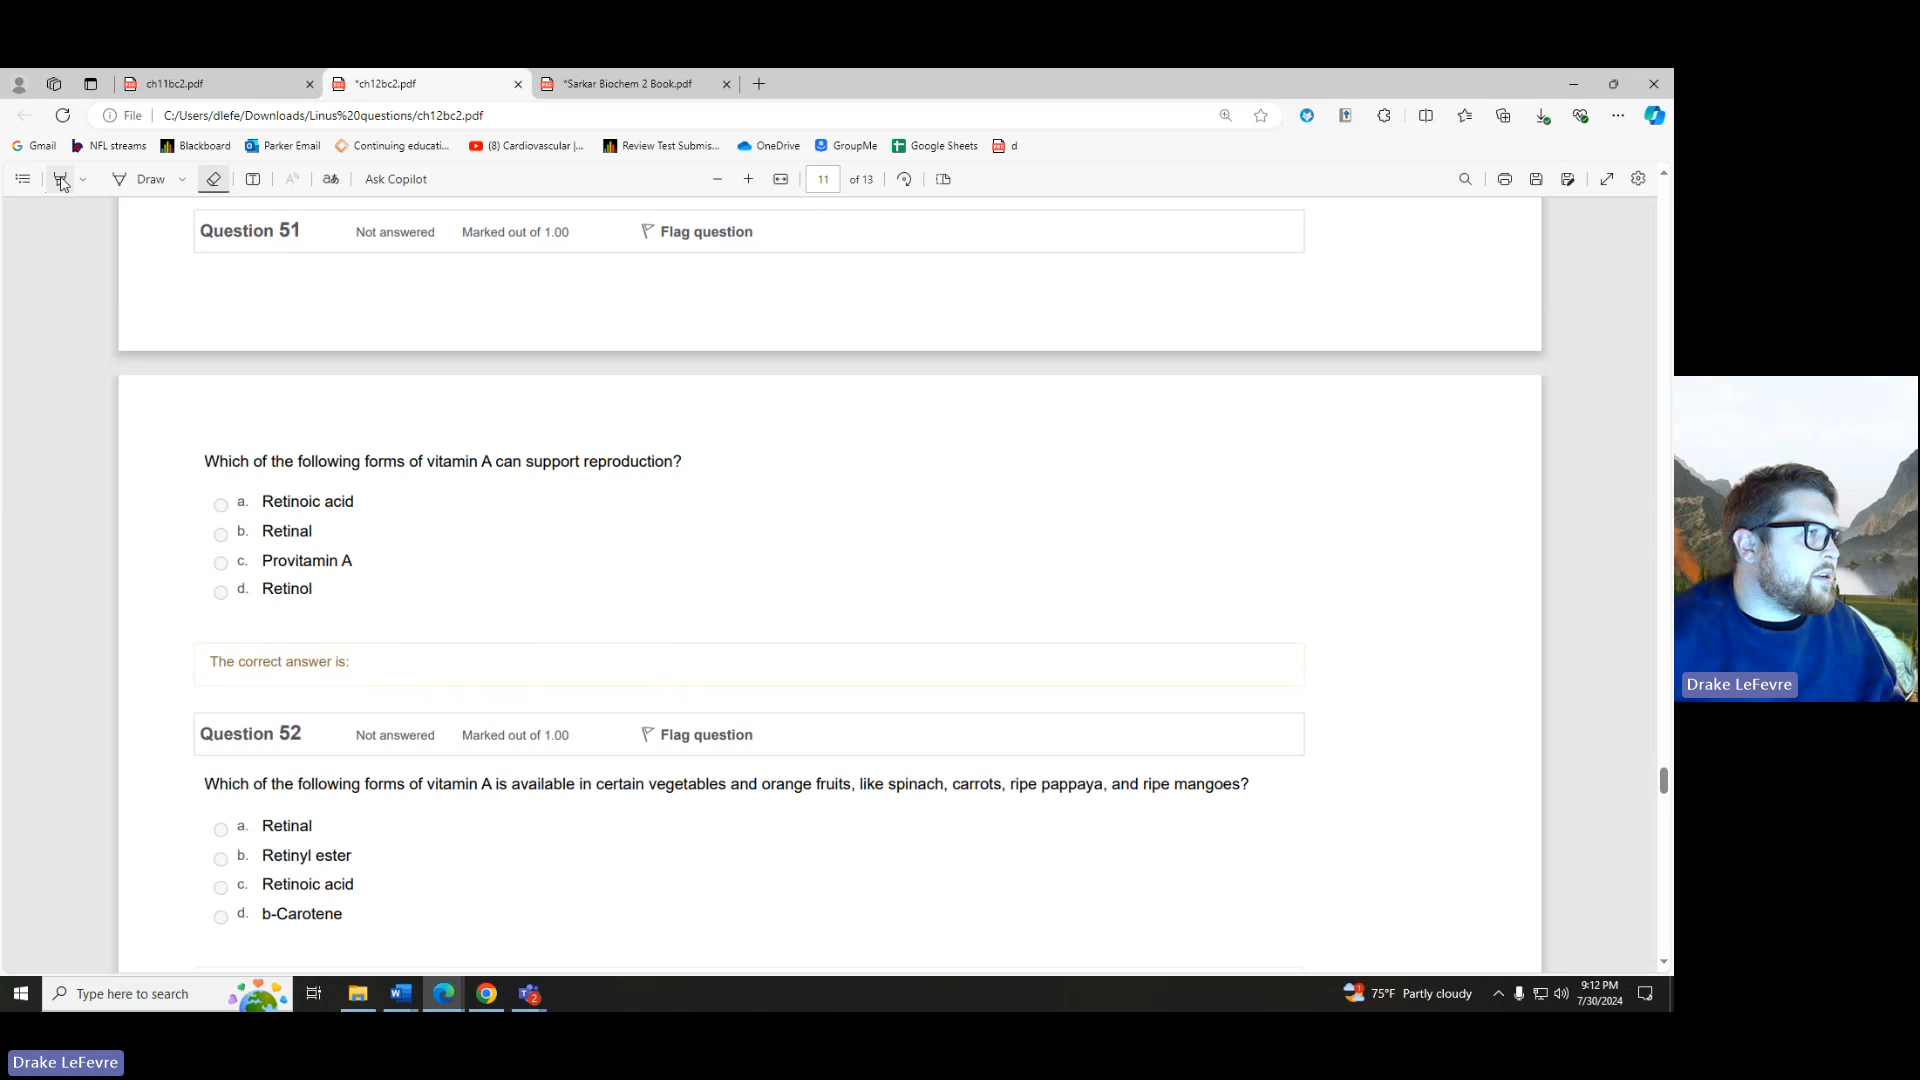 ch11bc2.pdf
*ch12bc2.pdf
*Sarkar Biochem 2 Book.pdf
File
C:/Users/dlefe/Downloads/Linus%20questions/ch12bc2.pdf
Gmail
NFL streams
Blackboard
Parker Email
Continuing educati...
(8) Cardiovascular |...
Review Test Submis...
OneDrive
GroupMe
Google Sheets
d
Draw
Ask Copilot
11 of 13
Question 51 Not answered Marked out of 1.00 Flag question
Which of the following forms of vitamin A can support reproduction?
a. Retinoic acid
b. Retinal
c. Provitamin A
d. Retinol
The correct answer is:
Question 52 Not answered Marked out of 1.00 Flag question
Which of the following forms of vitamin A is available in certain vegetables and orange fruits, like spinach, carrots, ripe pappaya, and ripe mangoes?
a. Retinal
b. Retinyl ester
c. Retinoic acid
d. b-Carotene
Drake LeFevre
Type here to search
75°F Partly cloudy
9:12 PM
7/30/2024
Drake LeFevre